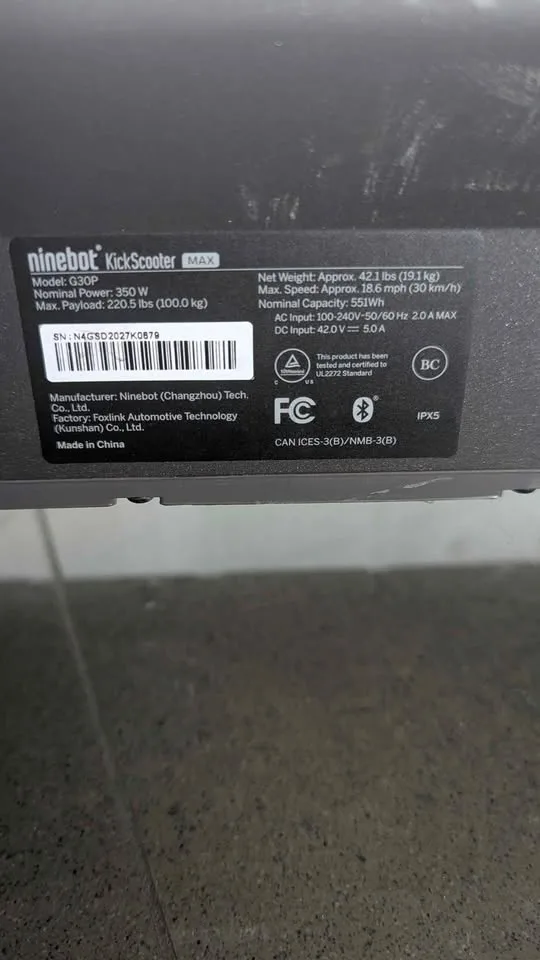 ninebot KickScooter MAX
Model: G30P
Nominal Power: 350 W
Max. Payload: 220.5 lbs (100.0 kg)
SN: N4GSD2027K0679
Manufacturer: Ninebot (Changzhou) Tech.
Co., Ltd.
Factory: Foxlink Automotive Technology
(Kunshan) Co., Ltd.
Made in China
Net Weight: Approx. 42.1 lbs (19.1 kg)
Max. Speed: Approx. 18.6 mph (30 km/h)
Nominal Capacity: 551Wh
AC Input: 100-240V~50/60 Hz 2.0 A MAX
DC Input: 42.0 V ⎓ 5.0 A
C US
This product has been
tested and certified to
UL2272 Standard
BC
FC
IPX5
CAN ICES-3(B)/NMB-3(B)